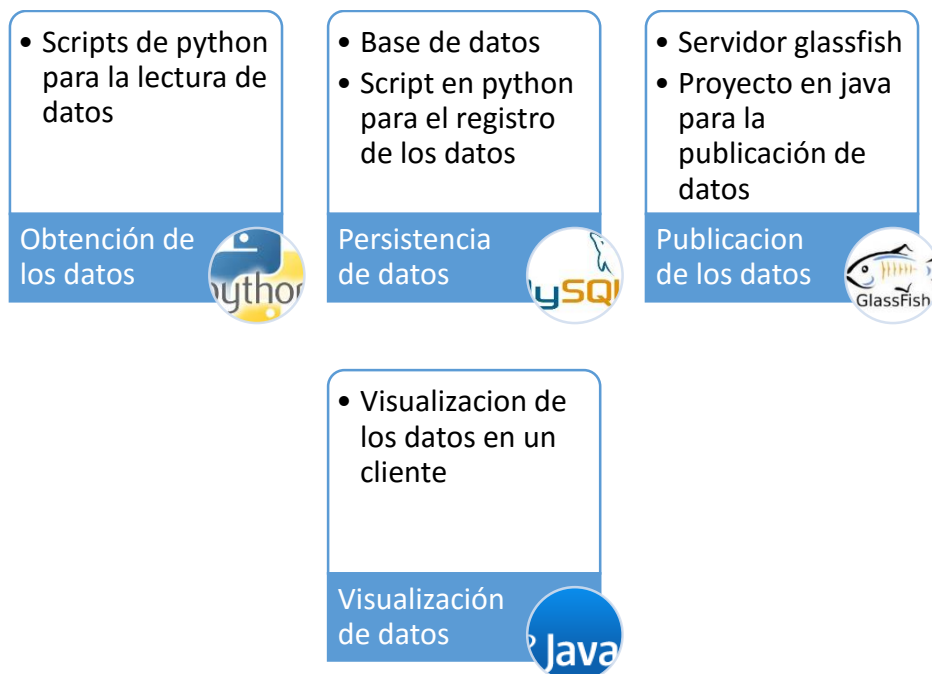 • Scripts de python
para la lectura de
datos
Obtención de
los datos
python
• Base de datos
• Script en python
para el registro
de los datos
Persistencia
de datos
MySQL
• Servidor glassfish
• Proyecto en java
para la
publicación de
datos
Publicacion
de los datos
GlassFish
• Visualizacion de
los datos en un
cliente
Visualización
de datos
Java